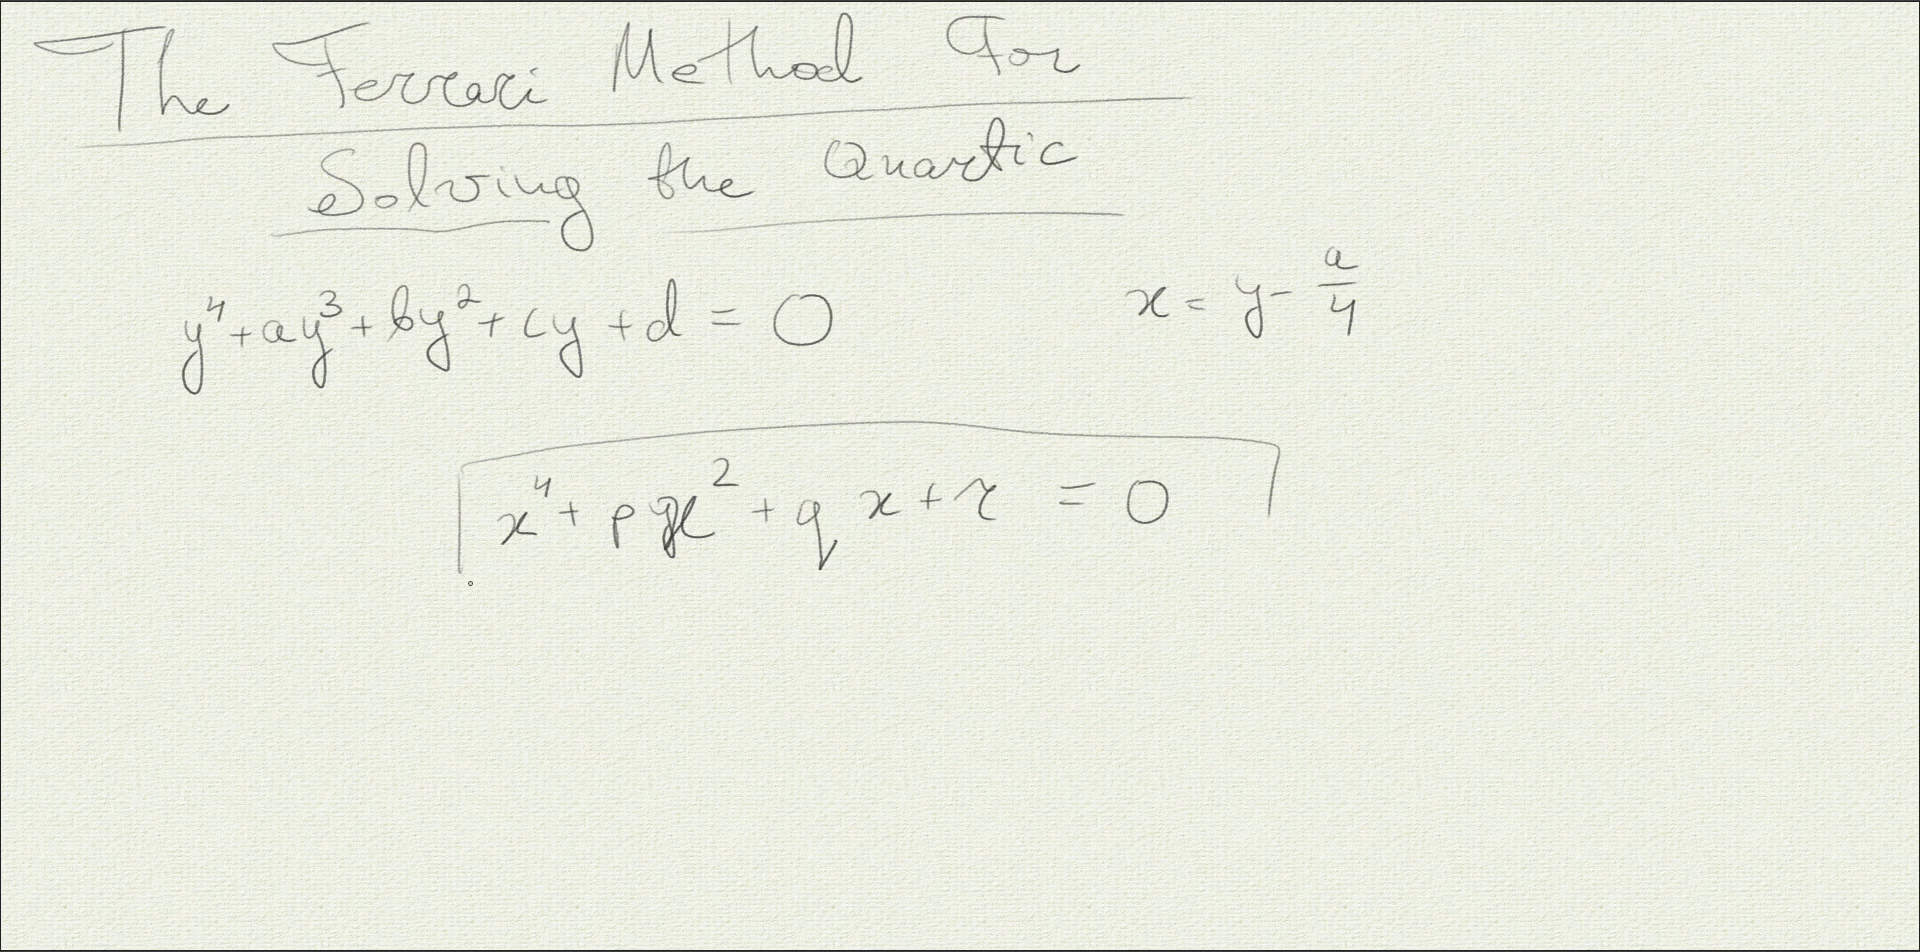 The Ferrari Method For
Solving the Quartic
y⁴+ay³+by²+cy+d=0
x=y-a/4
x⁴+px²+qx+r=0